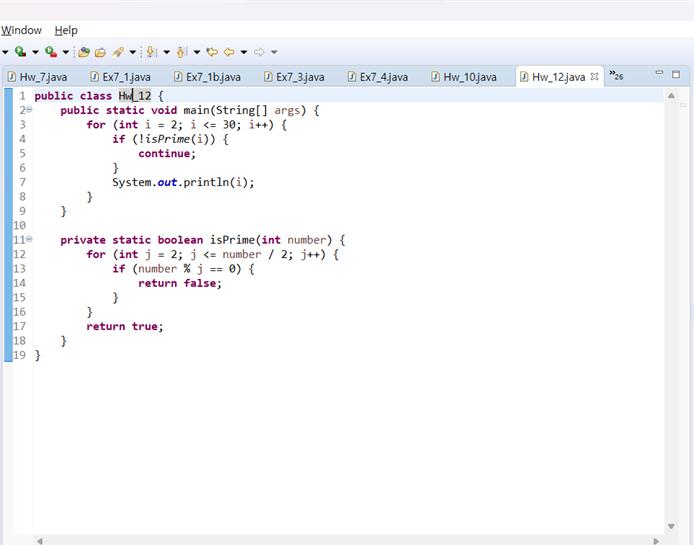 Window Help
Hw_7.java Ex7_1.java Ex7_1b.java Ex7_3.java Ex7_4.java Hw_10.java Hw_12.java »26
1 public class Hw_12 {
2 public static void main(String[] args) {
3 for (int i = 2; i <= 30; i++) {
4 if (!isPrime(i)) {
5 continue;
6 }
7 System.out.println(i);
8 }
9 }
10
11 private static boolean isPrime(int number) {
12 for (int j = 2; j <= number / 2; j++) {
13 if (number % j == 0) {
14 return false;
15 }
16 }
17 return true;
18 }
19 }